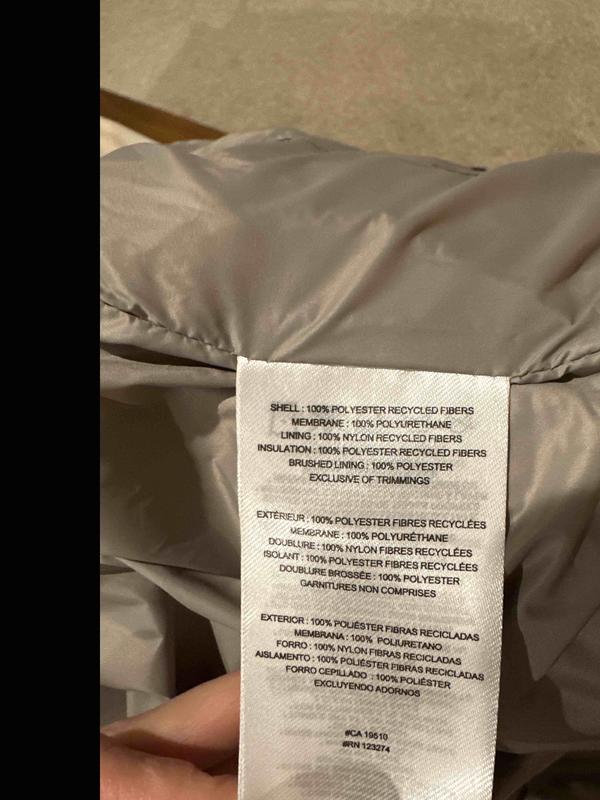 SHELL : 100% POLYESTER RECYCLED FIBERS
MEMBRANE : 100% POLYURETHANE
LINING : 100% NYLON RECYCLED FIBERS
INSULATION : 100% POLYESTER RECYCLED FIBERS
BRUSHED LINING : 100% POLYESTER
EXCLUSIVE OF TRIMMINGS
EXTÉRIEUR : 100% POLYESTER FIBRES RECYCLÉES
MEMBRANE : 100% POLYURÉTHANE
DOUBLURE : 100% NYLON FIBRES RECYCLÉES
ISOLANT : 100% POLYESTER FIBRES RECYCLÉES
DOUBLURE BROSSÉE : 100% POLYESTER
GARNITURES NON COMPRISES
EXTERIOR : 100% POLIÉSTER FIBRAS RECICLADAS
MEMBRANA : 100% POLIURETANO
FORRO : 100% NYLON FIBRAS RECICLADAS
AISLAMENTO : 100% POLIÉSTER FIBRAS RECICLADAS
FORRO CEPILLADO : 100% POLIÉSTER
EXCLUYENDO ADORNOS
#CA 19510
#RN 123274